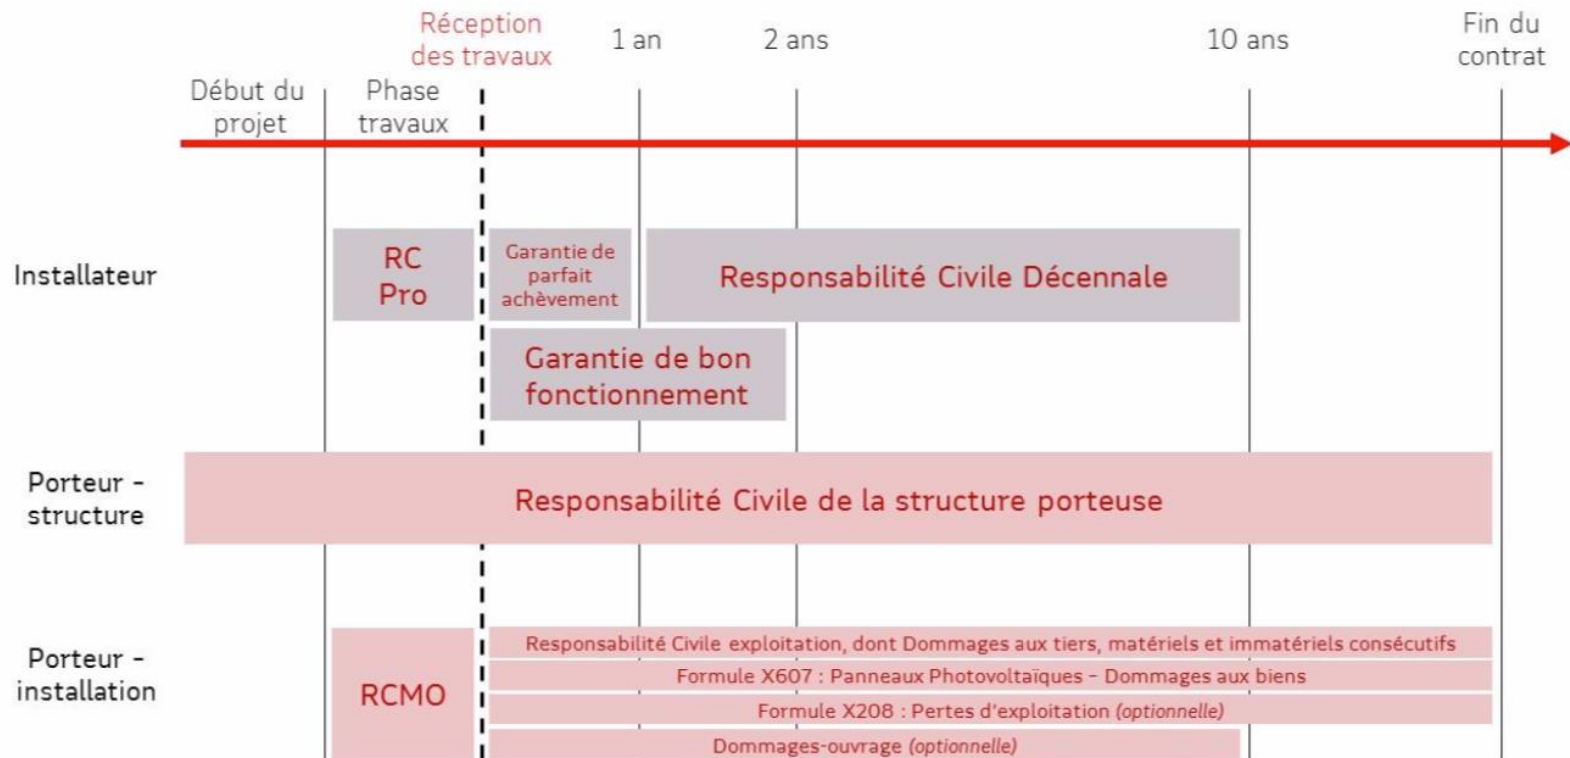 Réception
des travaux
1 an
2 ans
10 ans
Fin du
contrat
Début du
projet
Phase
travaux
Installateur
RC
Pro
Garantie de
parfait
achèvement
Responsabilité Civile Décennale
Garantie de bon
fonctionnement
Porteur -
structure
Responsabilité Civile de la structure porteuse
Porteur -
installation
RCMO
Responsabilité Civile exploitation, dont Dommages aux tiers, matériels et immatériels consécutifs
Formule X607 : Panneaux Photovoltaïques - Dommages aux biens
Formule X208 : Pertes d'exploitation (optionnelle)
Dommages-ouvrage (optionnelle)